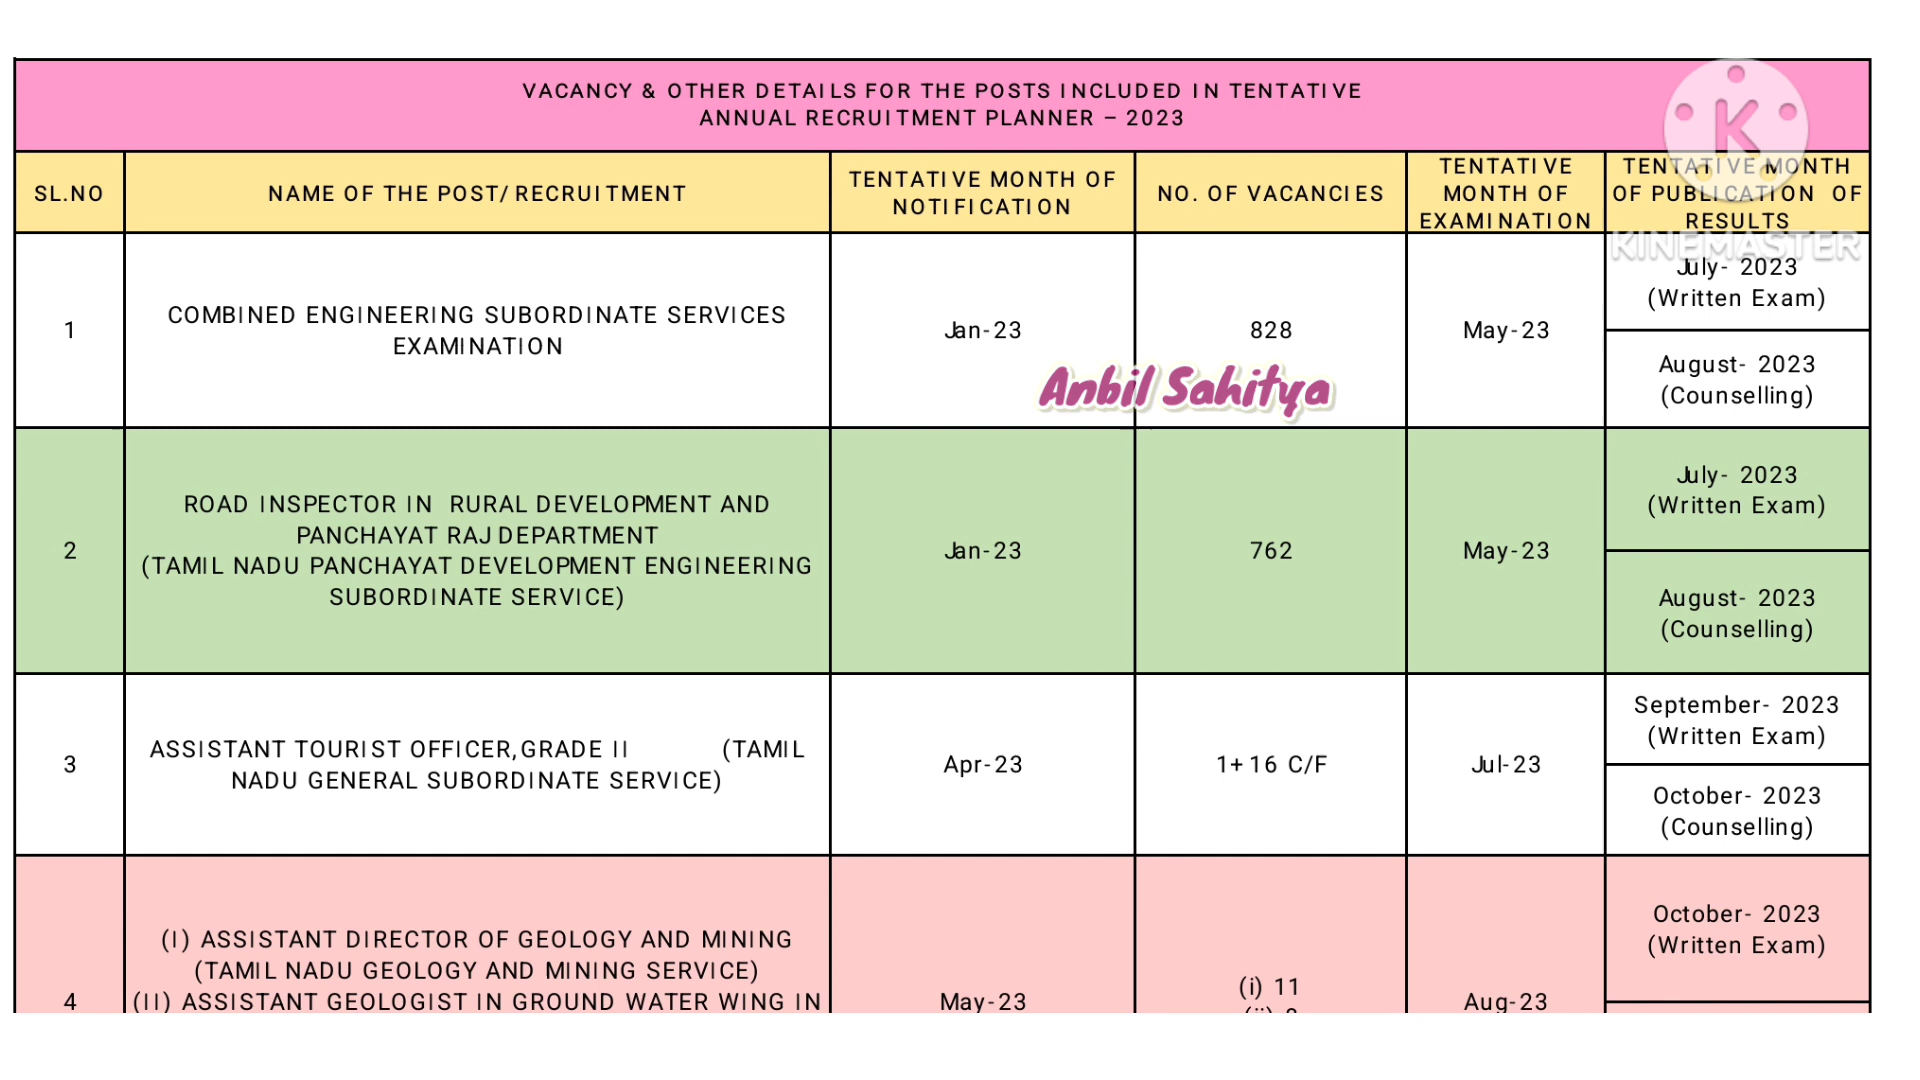 VACANCY & OTHER DETAILS FOR THE POSTS INCLUDED IN TENTATIVE
ANNUAL RECRUITMENT PLANNER – 2023
K
KINEMASTER
SL.NO
NAME OF THE POST/ RECRUITMENT
TENTATIVE MONTH OF
NOTIFICATION
NO. OF VACANCIES
TENTATIVE
MONTH OF
EXAMINATION
TENTATIVE MONTH
OF PUBLICATION OF
RESULTS
1
COMBINED ENGINEERING SUBORDINATE SERVICES
EXAMINATION
Jan-23
828
May-23
July- 2023
(Written Exam)
August- 2023
(Counselling)
Anbil Sahitya
2
ROAD INSPECTOR IN RURAL DEVELOPMENT AND
PANCHAYAT RAJ DEPARTMENT
(TAMIL NADU PANCHAYAT DEVELOPMENT ENGINEERING
SUBORDINATE SERVICE)
Jan-23
762
May-23
July- 2023
(Written Exam)
August- 2023
(Counselling)
3
ASSISTANT TOURIST OFFICER,GRADE II (TAMIL
NADU GENERAL SUBORDINATE SERVICE)
Apr-23
1+16 C/F
Jul-23
September- 2023
(Written Exam)
October- 2023
(Counselling)
4
(I) ASSISTANT DIRECTOR OF GEOLOGY AND MINING
(TAMIL NADU GEOLOGY AND MINING SERVICE)
(II) ASSISTANT GEOLOGIST IN GROUND WATER WING IN
May-23
(i) 11
(ii)
Aug-23
October- 2023
(Written Exam)